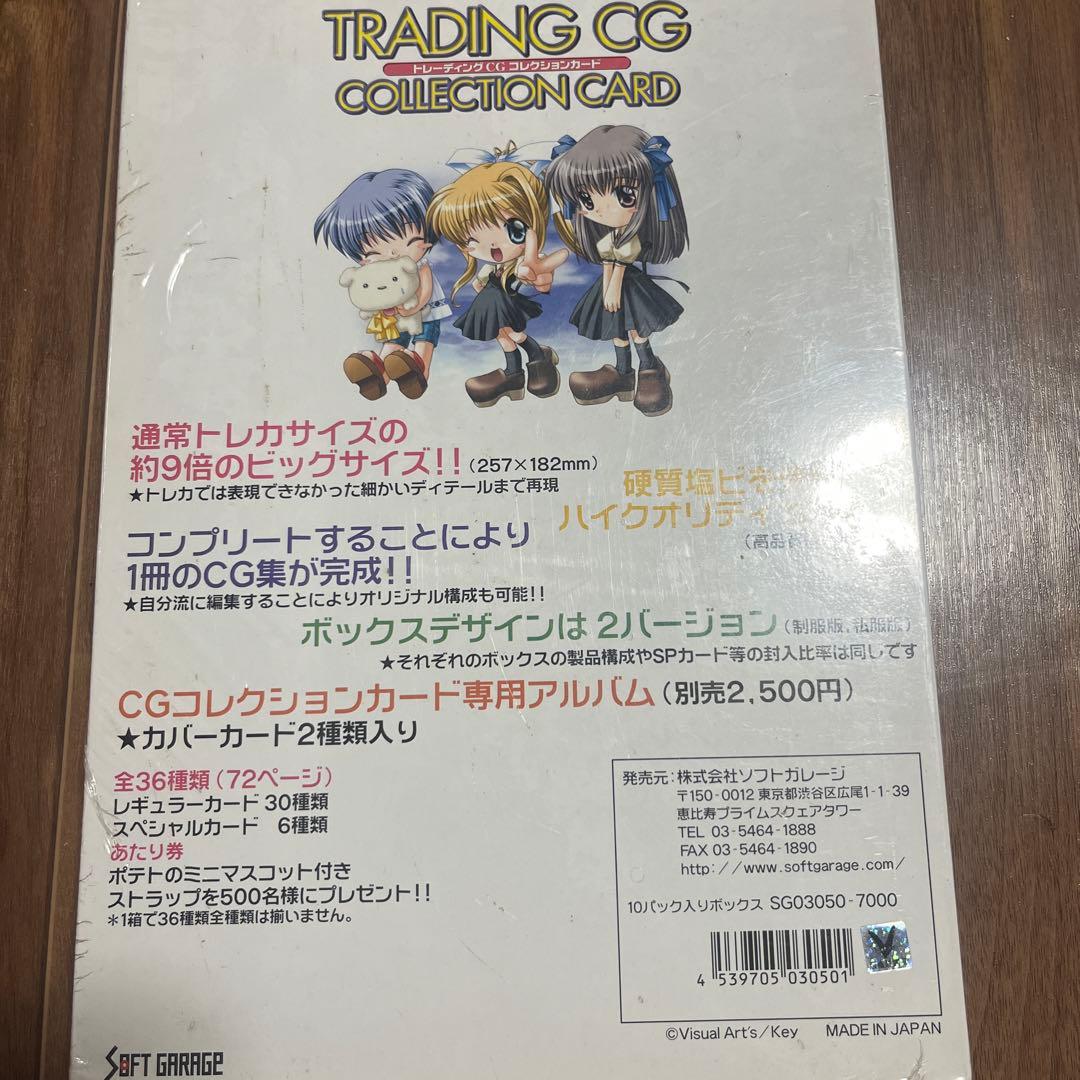 TRADING CG
トレーディングCGコレクションカード
COLLECTION CARD
通常トレカサイズの
約9倍のビッグサイズ!!(257×182mm)
★トレカでは表現できなかった細かいディテールまで再現
硬質塩ビ
ハイクオリティ
(高品
コンプリートすることにより
1冊のCG集が完成!!
★自分流に編集することによりオリジナル構成も可能!!
ボックスデザインは2バージョン(制服版,私服版)
★それぞれのボックスの製品構成やSPカード等の封入比率は同じです
CGコレクションカード専用アルバム(別売2,500円)
★カバーカード2種類入り
全36種類(72ページ)
レギュラーカード 30種類
スペシャルカード 6種類
あたり券
ポテトのミニマスコット付き
ストラップを500名様にプレゼント!!
*1箱で36種類全種類は揃いません。
発売元:株式会社ソフトガレージ
〒150-0012 東京都渋谷区広尾1-1-39
恵比寿プライムスクェアタワー
TEL 03-5464-1888
FAX 03-5464-1890
http://www.softgarage.com/
10パック入りボックス SG03050-7000
4 539705 030501
©Visual Art's/Key MADE IN JAPAN
SOFT GARAGE